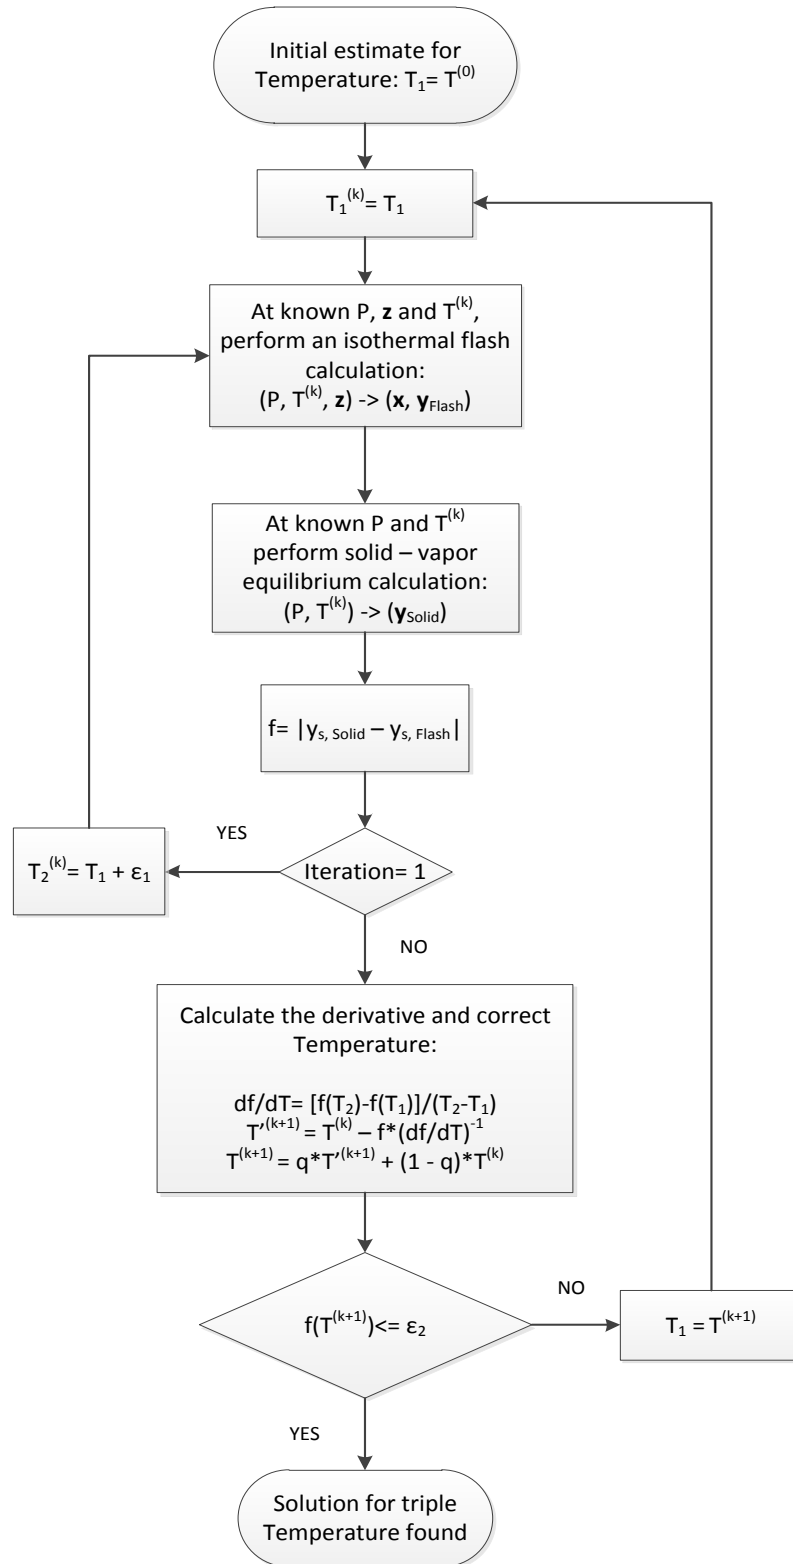 Initial estimate for
Temperature: T₁= T⁽⁰⁾
T₁⁽ᵏ⁾= T₁
At known P, z and T⁽ᵏ⁾,
perform an isothermal flash
calculation:
(P, T⁽ᵏ⁾, z) -> (x, y_Flash)
At known P and T⁽ᵏ⁾
perform solid – vapor
equilibrium calculation:
(P, T⁽ᵏ⁾) -> (y_Solid)
f= |y_s, Solid – y_s, Flash|
YES
T₂⁽ᵏ⁾= T₁ + ε₁
Iteration= 1
NO
Calculate the derivative and correct
Temperature:
df/dT= [f(T₂)-f(T₁)]/(T₂-T₁)
T′⁽ᵏ⁺¹⁾ = T⁽ᵏ⁾ – f*(df/dT)⁻¹
T⁽ᵏ⁺¹⁾ = q*T′⁽ᵏ⁺¹⁾ + (1 - q)*T⁽ᵏ⁾
NO
f(T⁽ᵏ⁺¹⁾)<= ε₂
T₁ = T⁽ᵏ⁺¹⁾
YES
Solution for triple
Temperature found